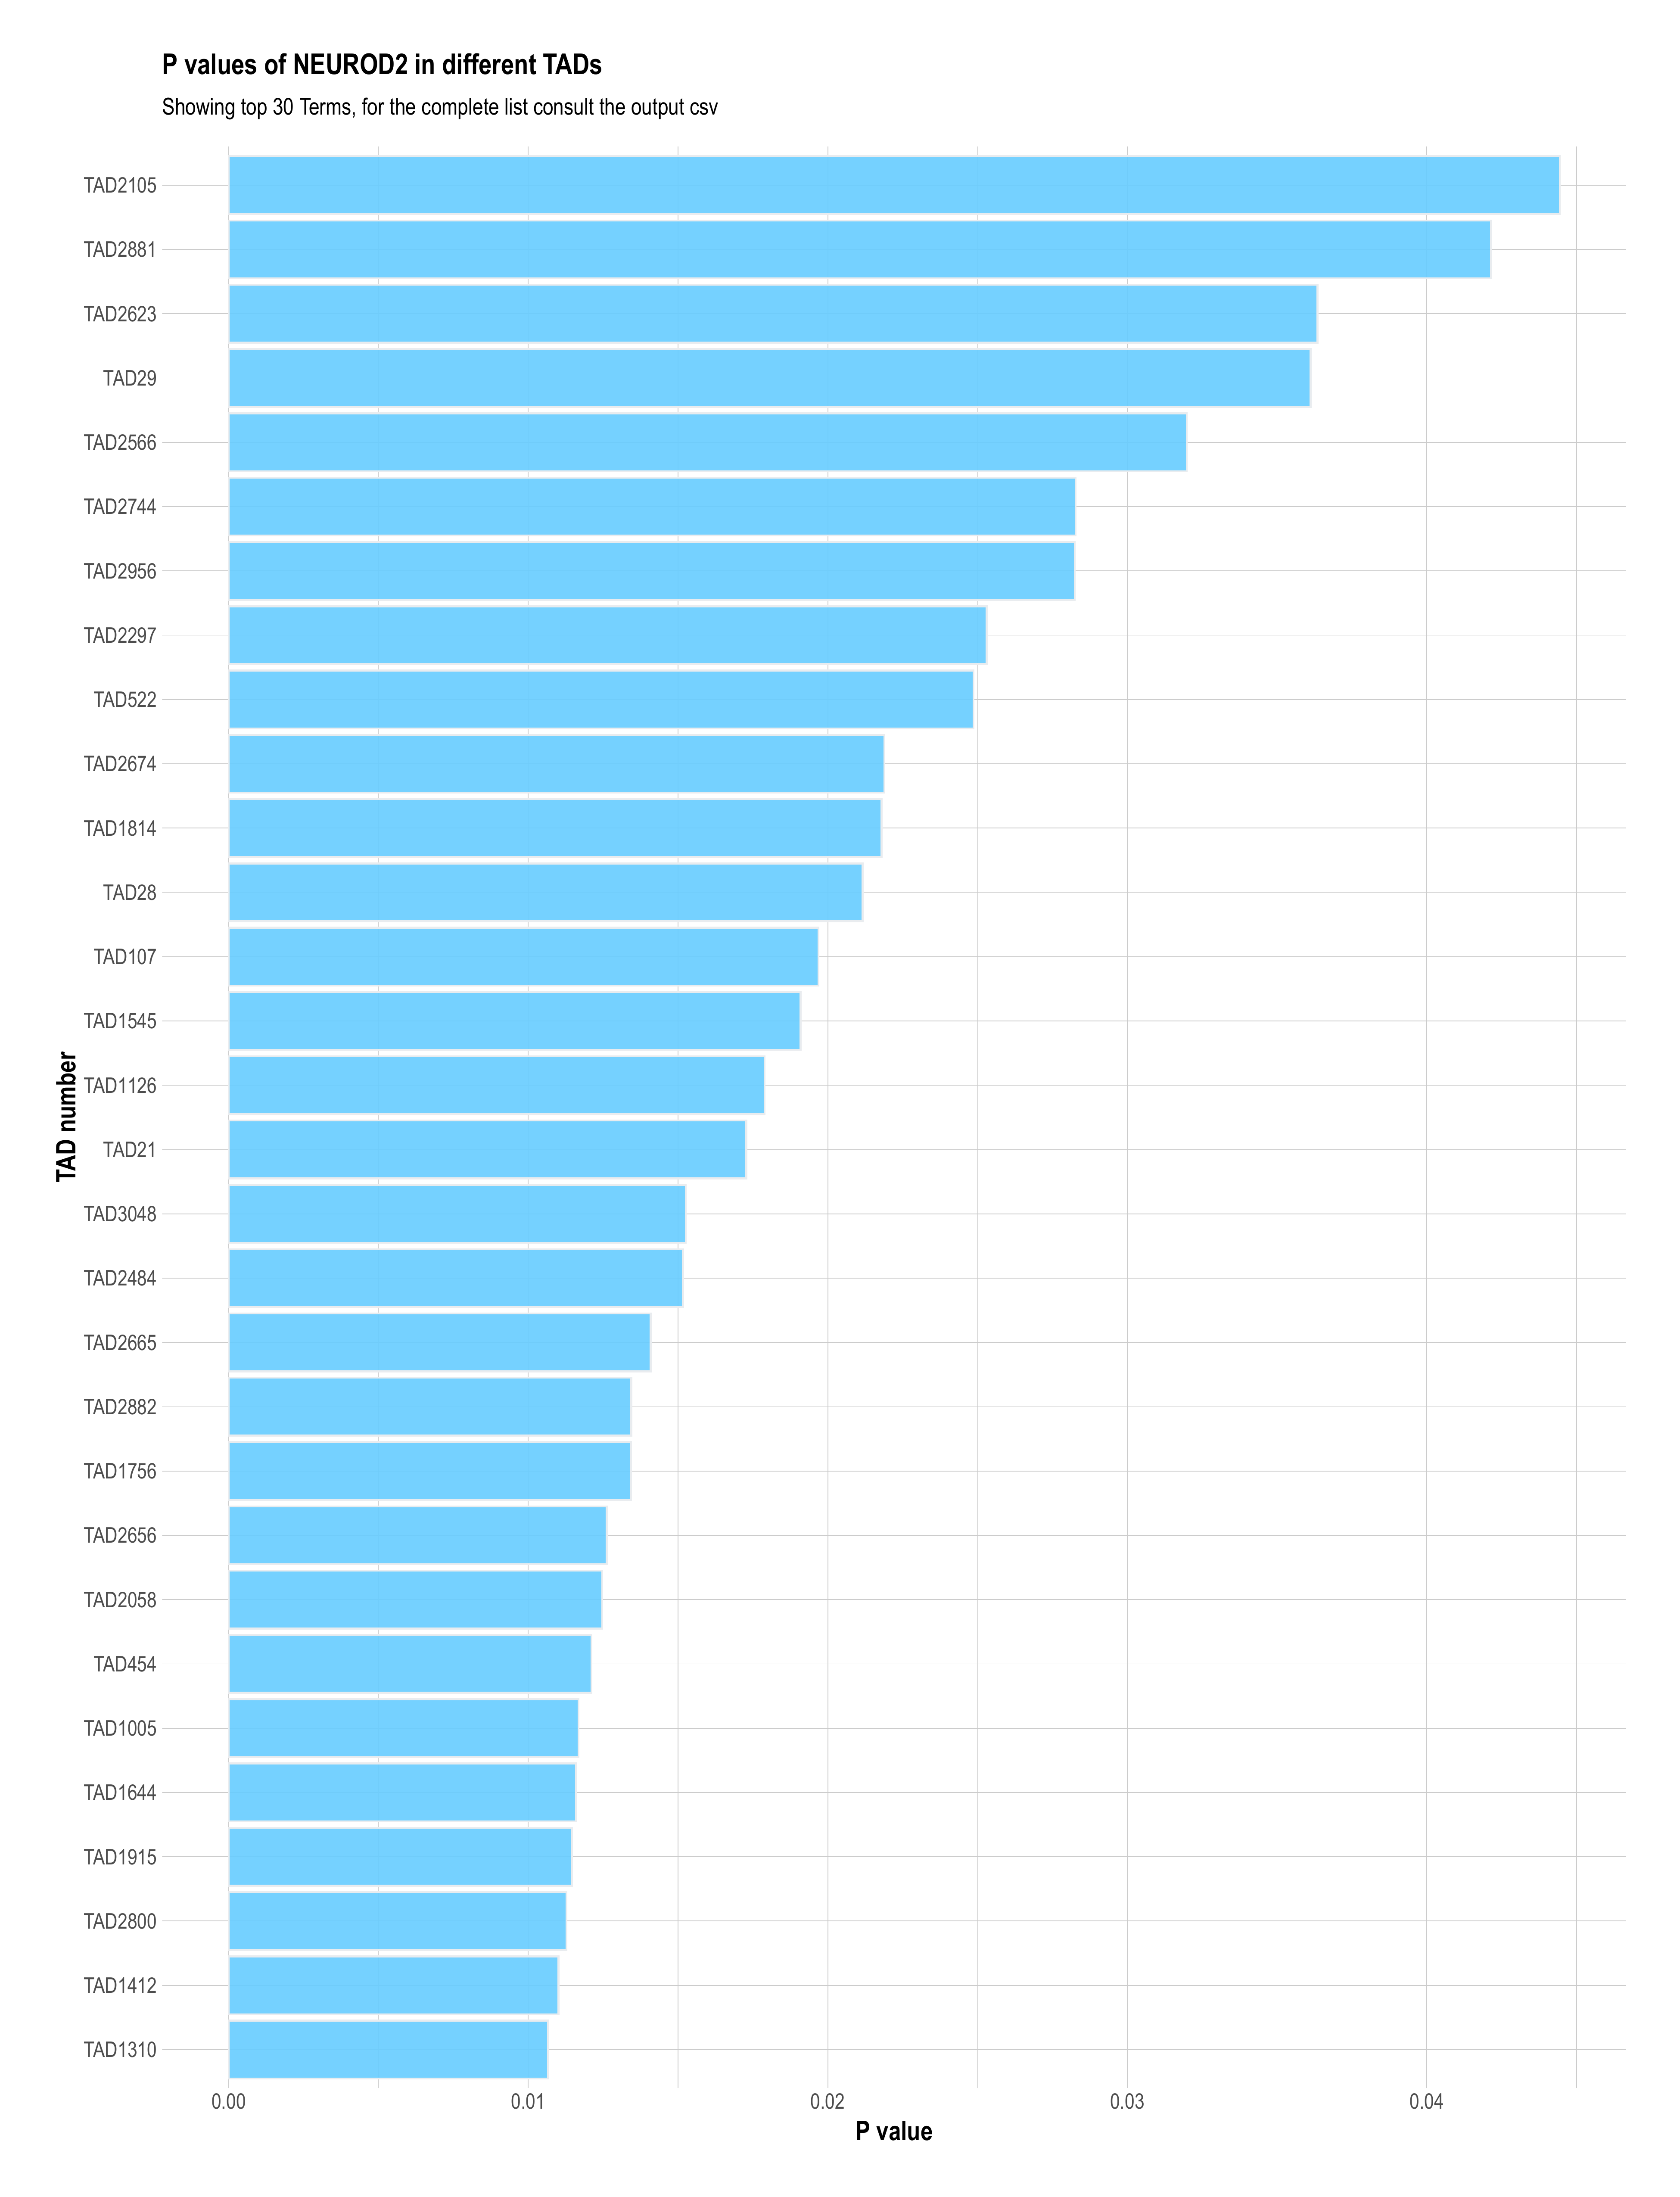 P values of NEUROD2 in different TADs
Showing top 30 Terms, for the complete list consult the output csv
TAD2105
TAD2881
TAD2623
TAD29
TAD2566
TAD2744
TAD2956
TAD2297
TAD522
TAD2674
TAD1814
TAD28
TAD107
TAD1545
TAD1126
TAD21
TAD3048
TAD2484
TAD2665
TAD2882
TAD1756
TAD2656
TAD2058
TAD454
TAD1005
TAD1644
TAD1915
TAD2800
TAD1412
TAD1310
TAD number
0.00 0.01 0.02 0.03 0.04
P value